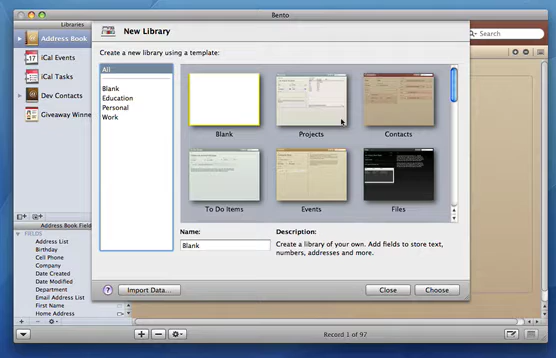 Bento
Libraries
Address Book
iCal Events
iCal Tasks
Dev Contacts
Giveaway Winne
Search
New Library
Create a new library using a template:
All
Blank
Education
Personal
Work
Blank
Projects
Contacts
To Do Items
Events
Files
Name:
Blank
Description:
Create a library of your own. Add fields to store text,
numbers, addresses and more.
? Import Data...
Close
Choose
Address Book Field
FIELDS
Address List
Birthday
Cell Phone
Company
Date Created
Date Modified
Department
Email Address List
First Name
Home Address
Record 1 of 97